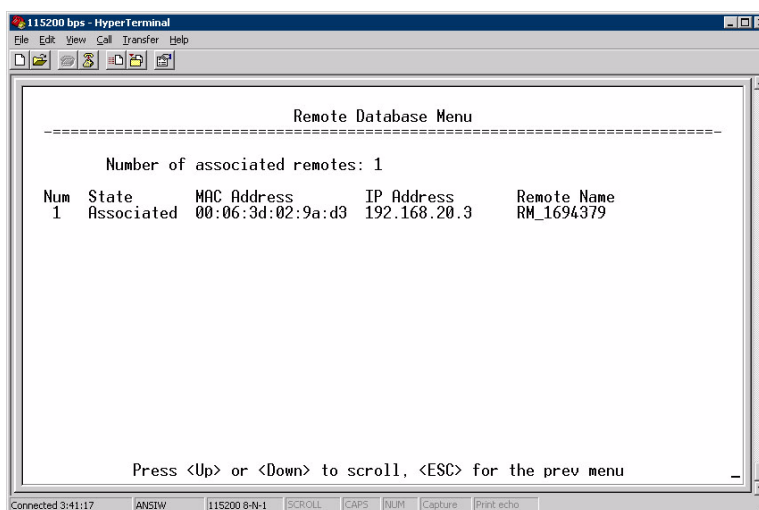 115200 bps - HyperTerminal
File Edit View Call Transfer Help
Remote Database Menu
-==========================================================================-
Number of associated remotes: 1
Num State MAC Address IP Address Remote Name
1 Associated 00:06:3d:02:9a:d3 192.168.20.3 RM_1694379
Press <Up> or <Down> to scroll, <ESC> for the prev menu _
Connected 3:41:17 ANSIW 115200 8-N-1 SCROLL CAPS NUM Capture Print echo